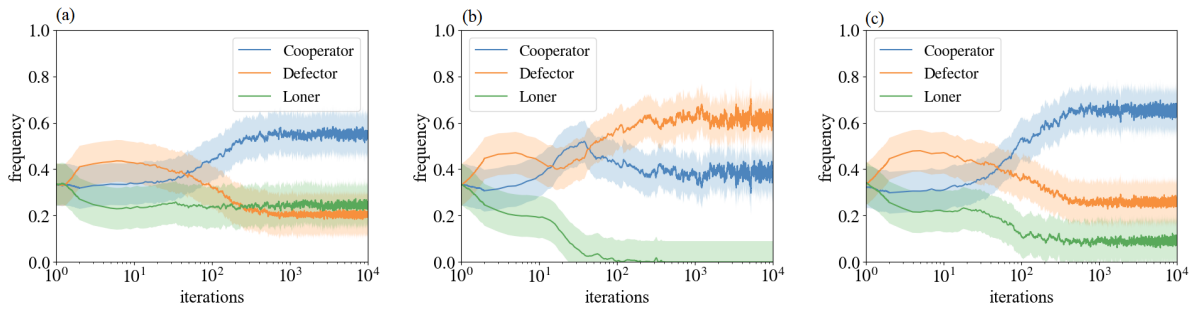 (a)
1.0
0.8
0.6
0.4
0.2
0.0
frequency
Cooperator
Defector
Loner
10^0
10^1
10^2
10^3
10^4
iterations
(b)
1.0
0.8
0.6
0.4
0.2
0.0
frequency
Cooperator
Defector
Loner
10^0
10^1
10^2
10^3
10^4
iterations
(c)
1.0
0.8
0.6
0.4
0.2
0.0
frequency
Cooperator
Defector
Loner
10^0
10^1
10^2
10^3
10^4
iterations